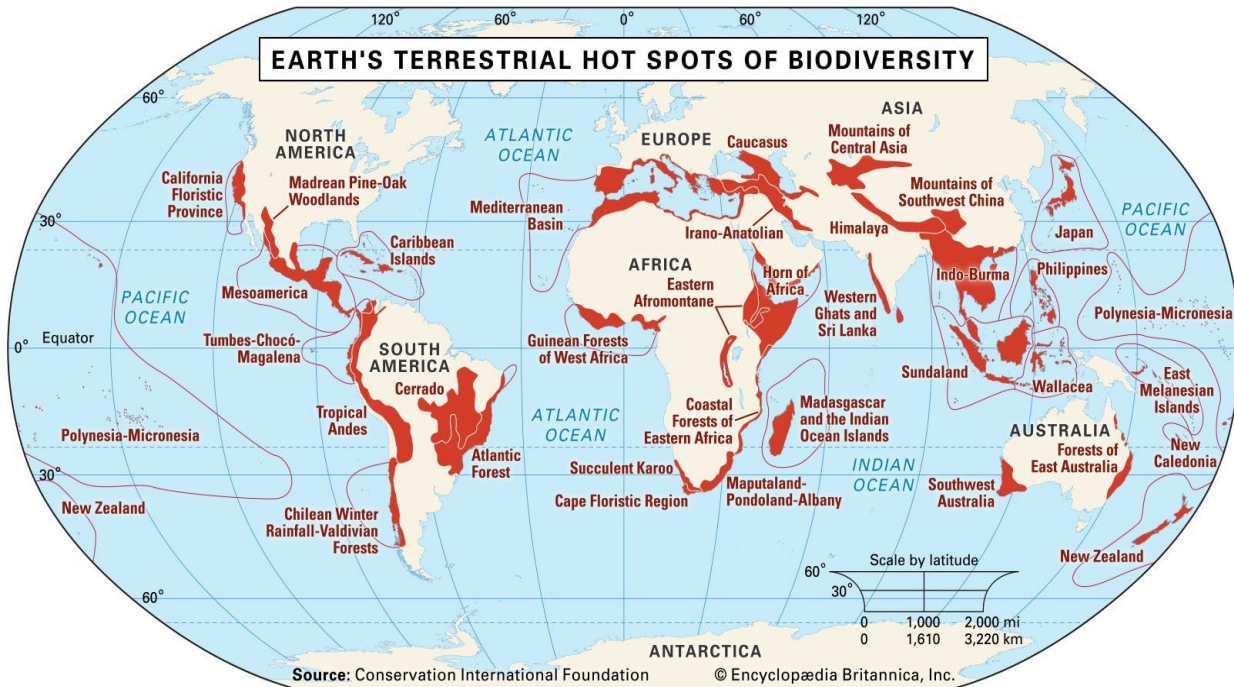 120°
60°
0°
60°
120°
EARTH'S TERRESTRIAL HOT SPOTS OF BIODIVERSITY
60°
NORTH
AMERICA
ATLANTIC
OCEAN
EUROPE
ASIA
Caucasus
Mountains of
Central Asia
California
Floristic
Province
Madrean Pine-Oak
Woodlands
Mediterranean
Basin
Mountains of
Southwest China
PACIFIC
OCEAN
30°
Irano-Anatolian
Himalaya
Japan
Caribbean
Islands
AFRICA
Eastern
Afromontane
Horn of
Africa
Indo-Burma
Philippines
Mesoamerica
PACIFIC
OCEAN
Western
Ghats and
Sri Lanka
Polynesia-Micronesia
Equator
0°
Tumbes-Chocó-
Magalena
Guinean Forests
of West Africa
SOUTH
AMERICA
Cerrado
Sundaland
Wallacea
East
Melanesian
Islands
Tropical
Andes
ATLANTIC
OCEAN
Coastal
Forests of
Eastern Africa
Madagascar
and the Indian
Ocean Islands
Polynesia-Micronesia
AUSTRALIA
Forests of
East Australia
New
Caledonia
Atlantic
Forest
INDIAN
OCEAN
30°
Succulent Karoo
Cape Floristic Region
Maputaland-
Pondoland-Albany
Southwest
Australia
New Zealand
Chilean Winter
Rainfall-Valdivian
Forests
New Zealand
Scale by latitude
60°
30°
60°
0 1,000 2,000 mi
0 1,610 3,220 km
ANTARCTICA
Source: Conservation International Foundation
© Encyclopædia Britannica, Inc.